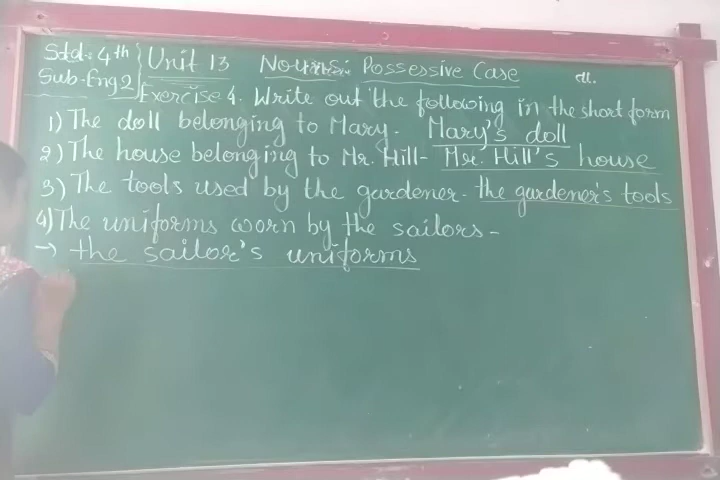 Std:- 4th Unit 13 Nouns: Possessive Case
Sub-Eng 2 Exercise 4. Write out the following in the short form
1) The doll belonging to Mary- Mary's doll
2) The house belonging to Mr. Hill- Mr. Hill's house
3) The tools used by the gardener- the gardener's tools
4) The uniforms worn by the sailors-
→ the sailor's uniforms